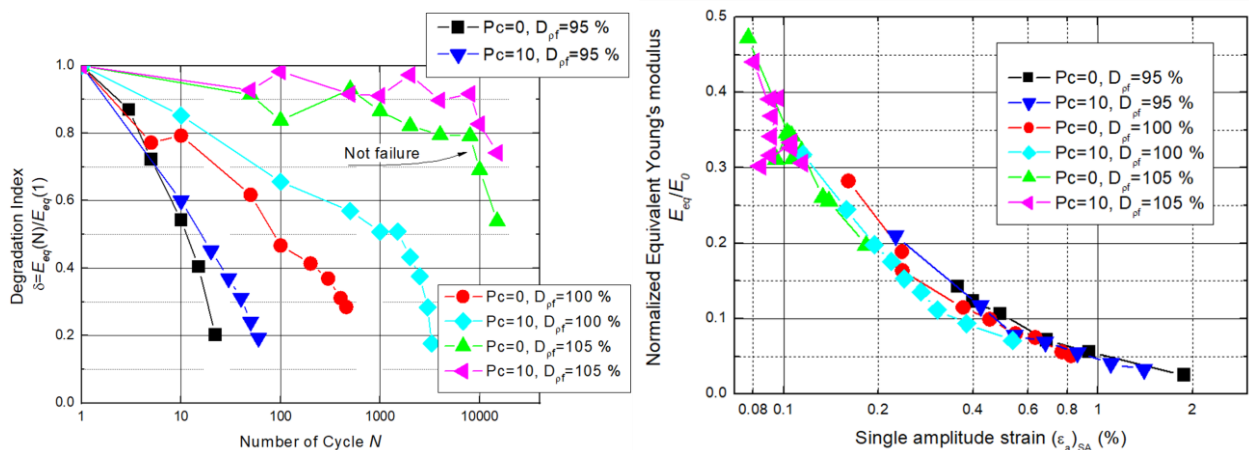 Pc=0, Dρf=95 %
Pc=10, Dρf=95 %
Degradation Index
δ=Eeq(N)/Eeq(1)
1.0
0.8
0.6
0.4
0.2
0.0
Not failure
Pc=0, Dρf=100 %
Pc=10, Dρf=100 %
Pc=0, Dρf=105 %
Pc=10, Dρf=105 %
1
10
100
1000
10000
Number of Cycle N
Normalized Equivalent Young's modulus
Eeq/E0
0.5
0.4
0.3
0.2
0.1
0.0
Pc=0, Dρf=95 %
Pc=10, Dρf=95 %
Pc=0, Dρf=100 %
Pc=10, Dρf=100 %
Pc=0, Dρf=105 %
Pc=10, Dρf=105 %
0.08
0.1
0.2
0.4
0.6
0.8
1
2
Single amplitude strain (εa)SA (%)